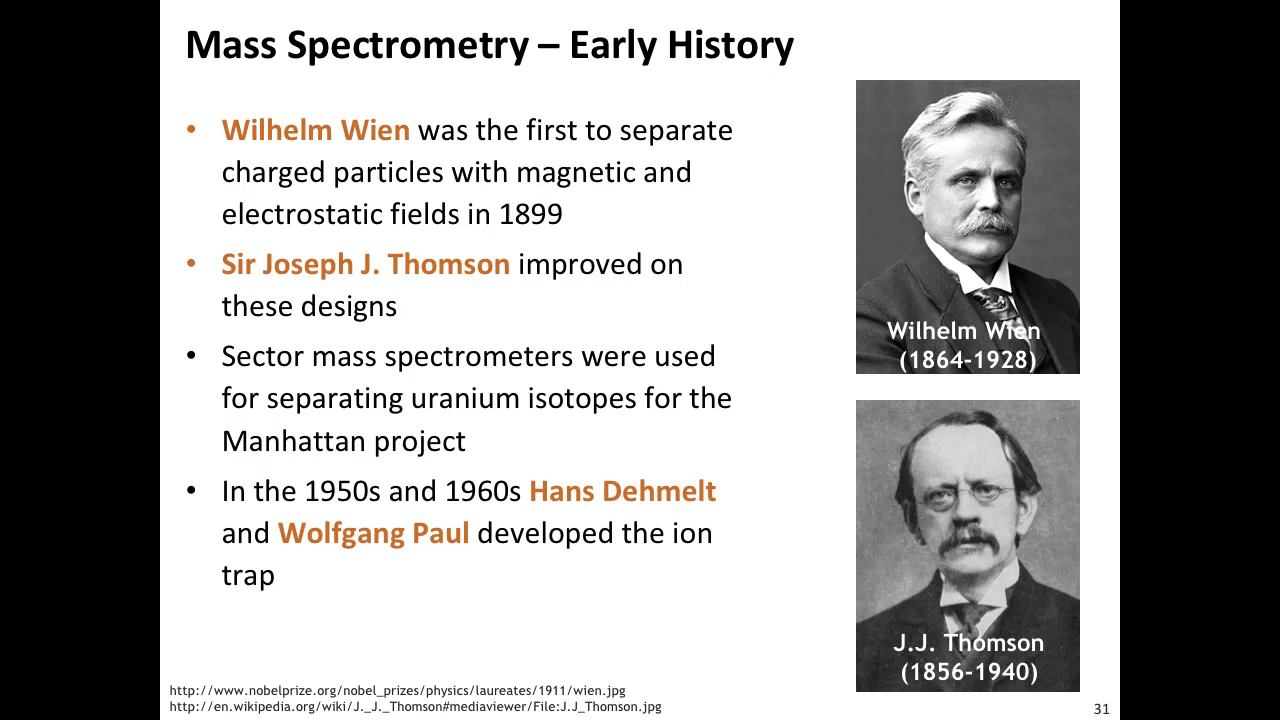 Mass Spectrometry – Early History
• Wilhelm Wien was the first to separate
charged particles with magnetic and
electrostatic fields in 1899
• Sir Joseph J. Thomson improved on
these designs
• Sector mass spectrometers were used
for separating uranium isotopes for the
Manhattan project
• In the 1950s and 1960s Hans Dehmelt
and Wolfgang Paul developed the ion
trap
Wilhelm Wien
(1864-1928)
J.J. Thomson
(1856-1940)
http://www.nobelprize.org/nobel_prizes/physics/laureates/1911/wien.jpg
http://en.wikipedia.org/wiki/J._J._Thomson#mediaviewer/File:J.J_Thomson.jpg
31